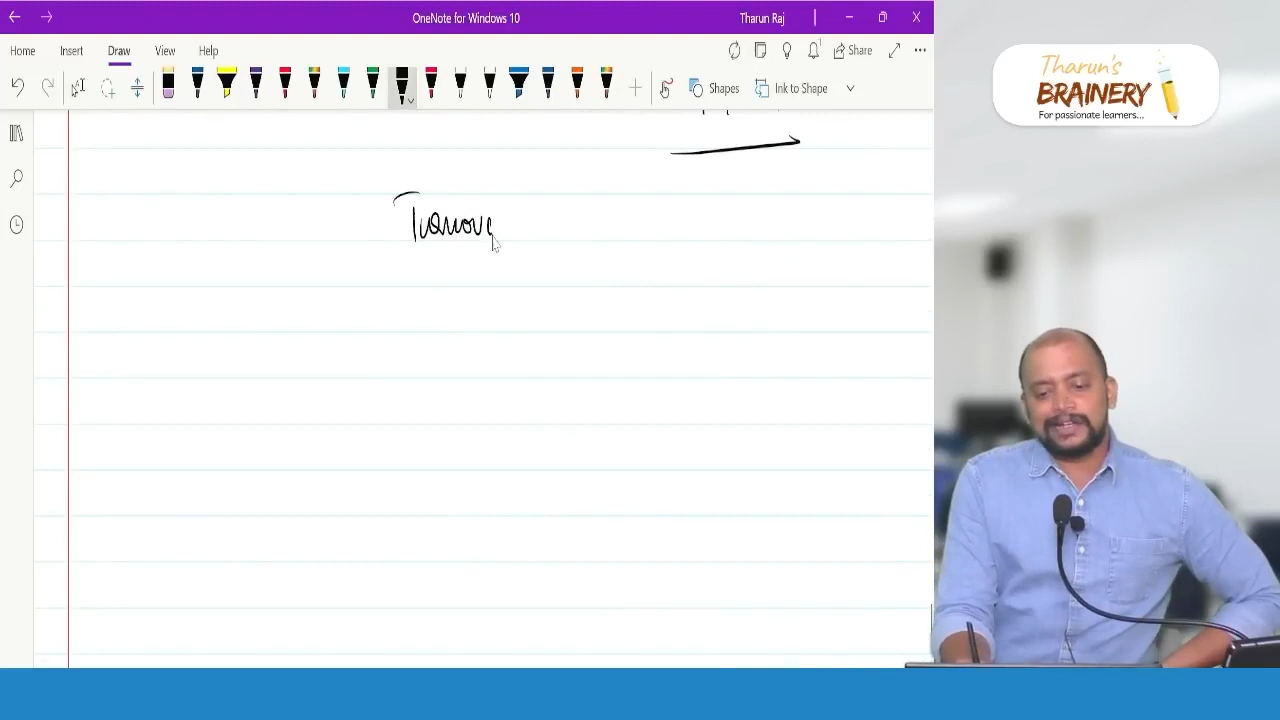 OneNote for Windows 10
Tharun Raj
Home Insert Draw View Help
Share
Shapes
Ink to Shape
Tharun's
BRAINERY
For passionate learners...